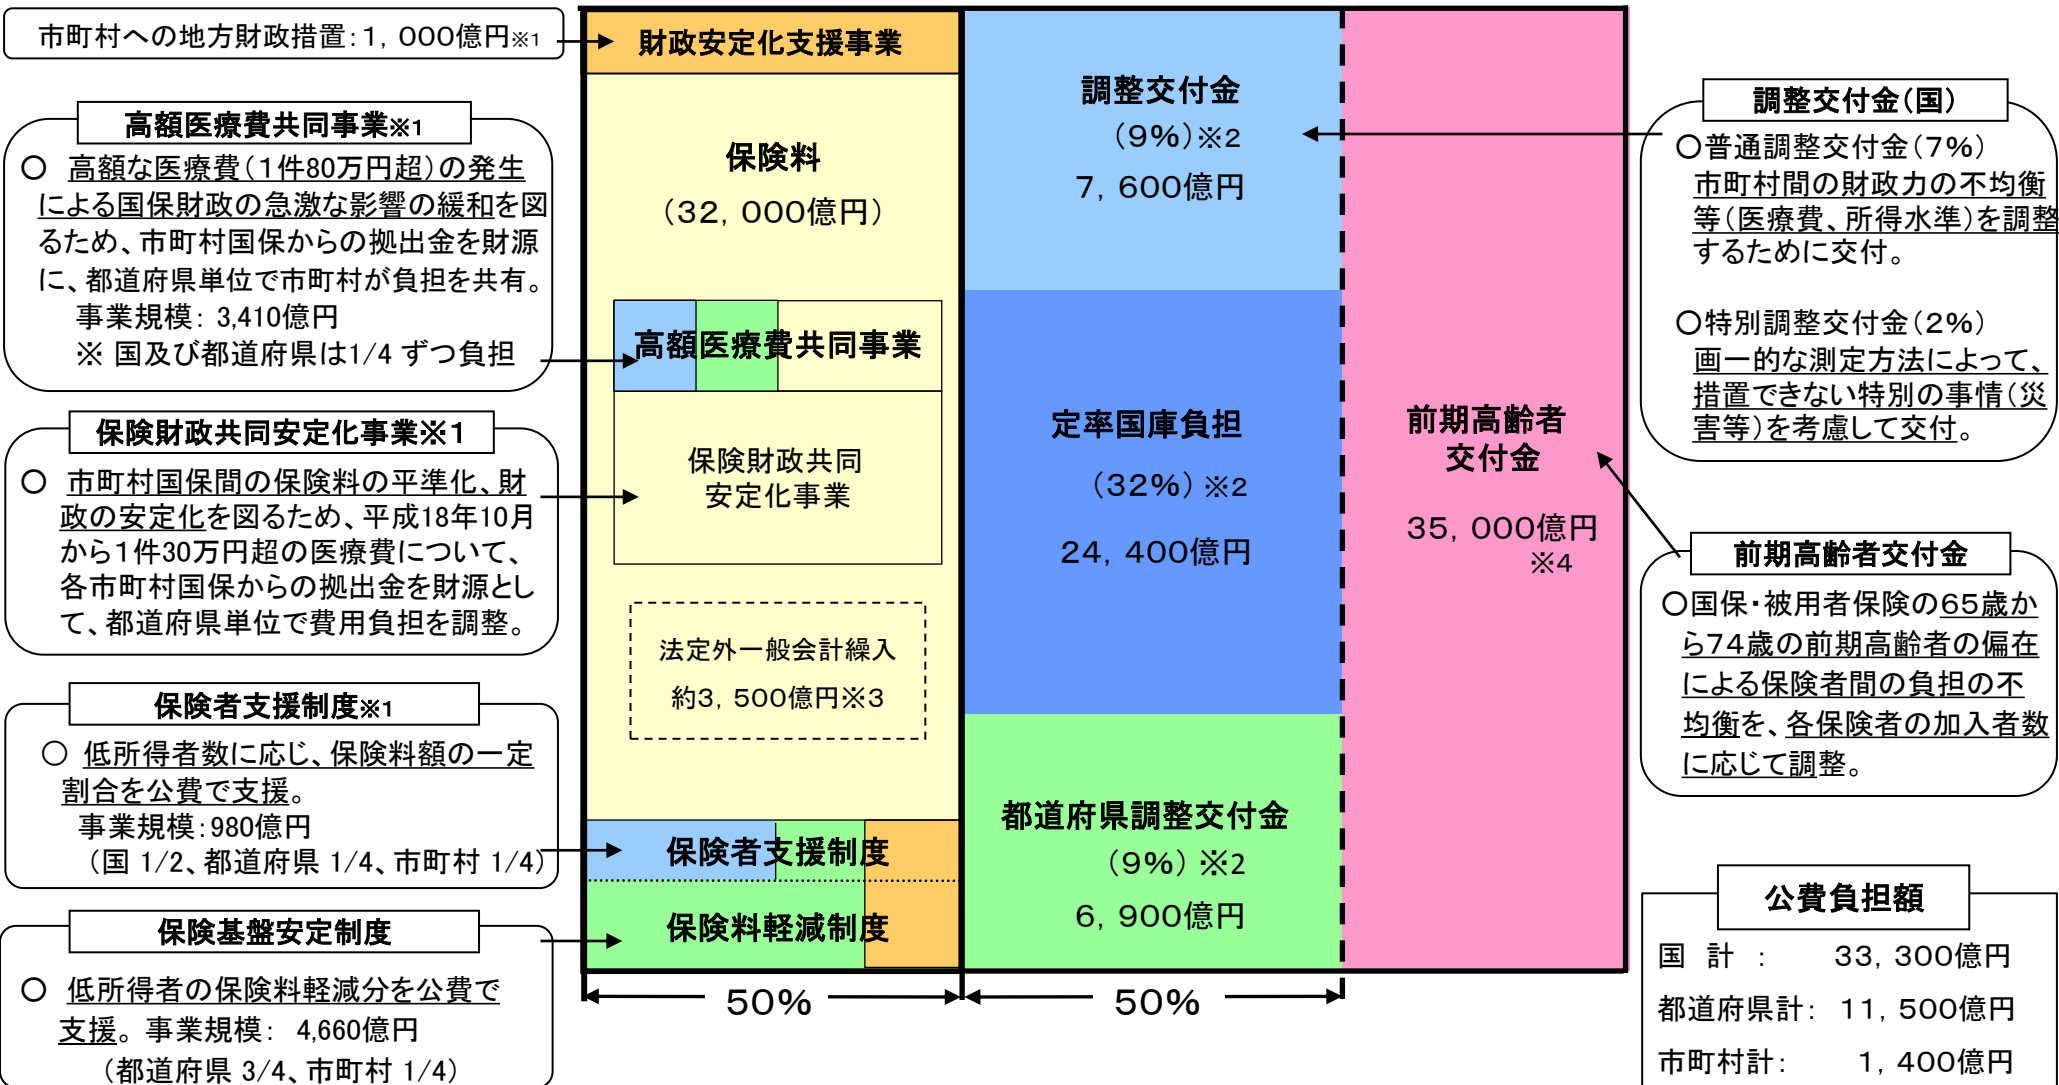 市町村への地方財政措置：１，０００億円※1
高額医療費共同事業※1
○ 高額な医療費（１件80万円超）の発生
による国保財政の急激な影響の緩和を図
るため、市町村国保からの拠出金を財源
に、都道府県単位で市町村が負担を共有。
事業規模： 3,410億円
※ 国及び都道府県は1/4 ずつ負担
保険財政共同安定化事業※１
○ 市町村国保間の保険料の平準化、財
政の安定化を図るため、平成18年10月
から１件30万円超の医療費について、
各市町村国保からの拠出金を財源とし
て、都道府県単位で費用負担を調整。
保険者支援制度※1
○ 低所得者数に応じ、保険料額の一定
割合を公費で支援。
事業規模：980億円
（国 1/2、都道府県 1/4、市町村 1/4）
保険基盤安定制度
○ 低所得者の保険料軽減分を公費で
支援。事業規模： 4,660億円
（都道府県 3/4、市町村 1/4）
財政安定化支援事業
保険料
（３２，０００億円）
高額医療費共同事業
保険財政共同
安定化事業
法定外一般会計繰入
約３，５００億円※３
保険者支援制度
保険料軽減制度
50%
調整交付金
（９％）※２
７，６００億円
定率国庫負担
（３２％）※２
２４，４００億円
都道府県調整交付金
（９％）※2
６，９００億円
50%
前期高齢者
交付金
３５，０００億円
※4
調整交付金（国）
○普通調整交付金（７％）
市町村間の財政力の不均衡
等（医療費、所得水準）を調整
するために交付。
○特別調整交付金（２％）
画一的な測定方法によって、
措置できない特別の事情（災
害等）を考慮して交付。
前期高齢者交付金
○国保・被用者保険の６５歳か
ら７４歳の前期高齢者の偏在
による保険者間の負担の不
均衡を、各保険者の加入者数
に応じて調整。
公費負担額
国 計 ： ３３，３００億円
都道府県計： １１，５００億円
市町村計： １，４００億円